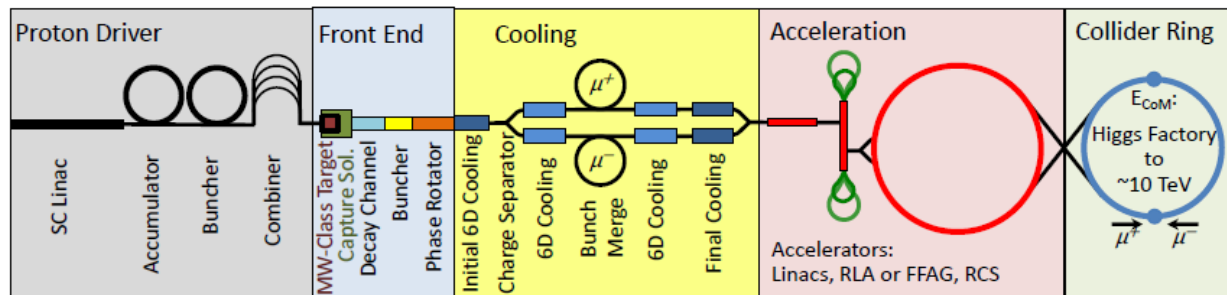 Proton Driver
SC Linac
Accumulator
Buncher
Combiner
Front End
MW-Class Target
Capture Sol.
Decay Channel
Buncher
Phase Rotator
Cooling
Initial 6D Cooling
Charge Separator
6D Cooling
μ+
μ−
Bunch
Merge
6D Cooling
Final Cooling
Acceleration
Accelerators:
Linacs, RLA or FFAG, RCS
Collider Ring
ECoM:
Higgs Factory
to
~10 TeV
μ+
μ−